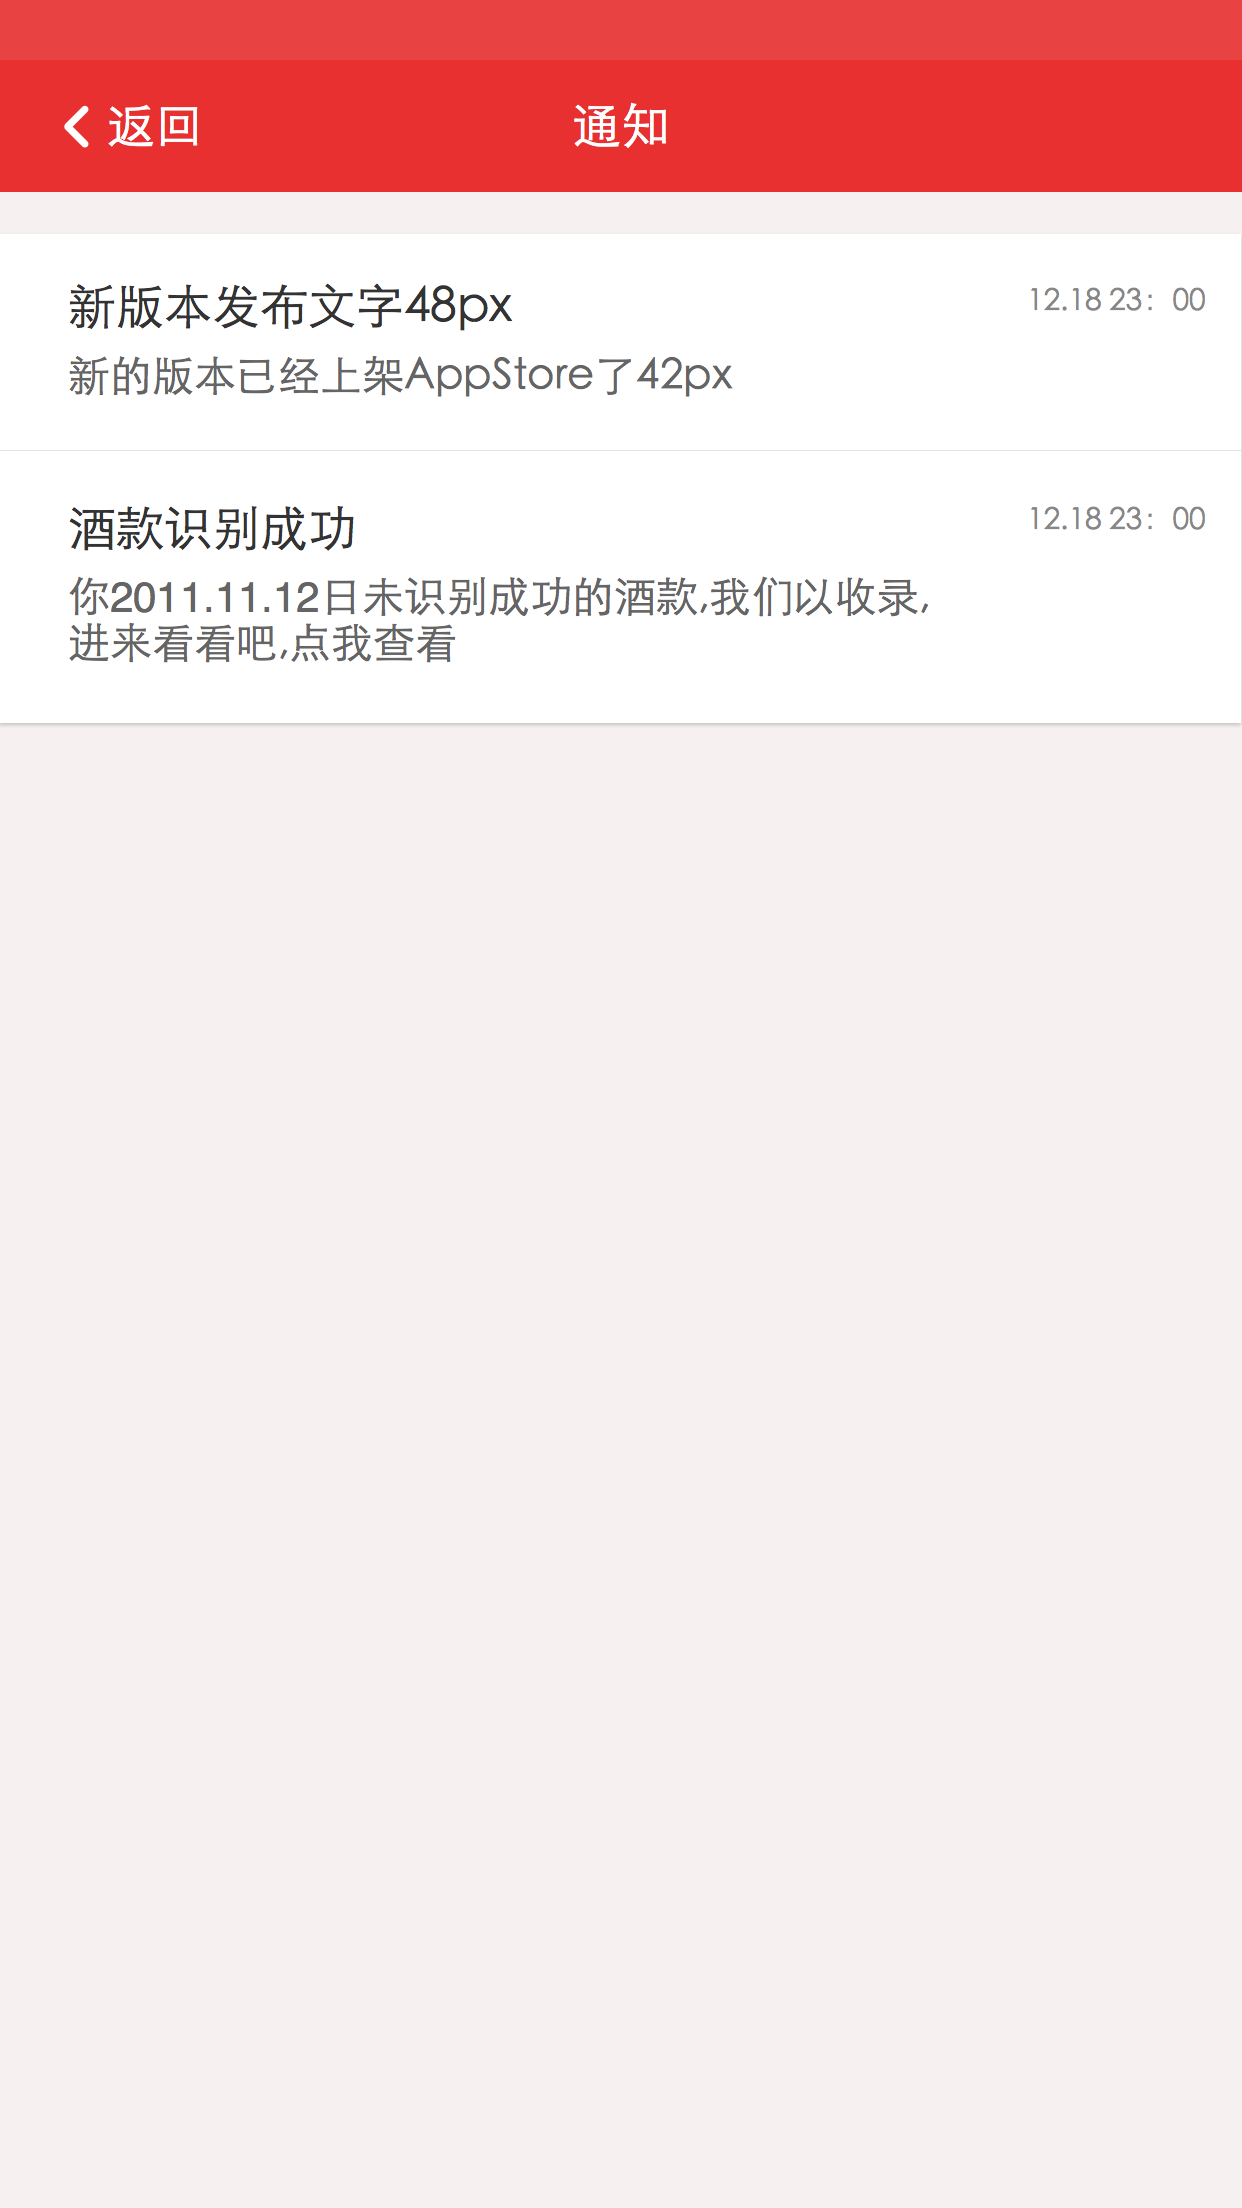 返回
通知
新版本发布文字48px
12.18 23：00
新的版本已经上架AppStore了42px
酒款识别成功
12.18 23：00
你2011.11.12日未识别成功的酒款,我们以收录,
进来看看吧,点我查看